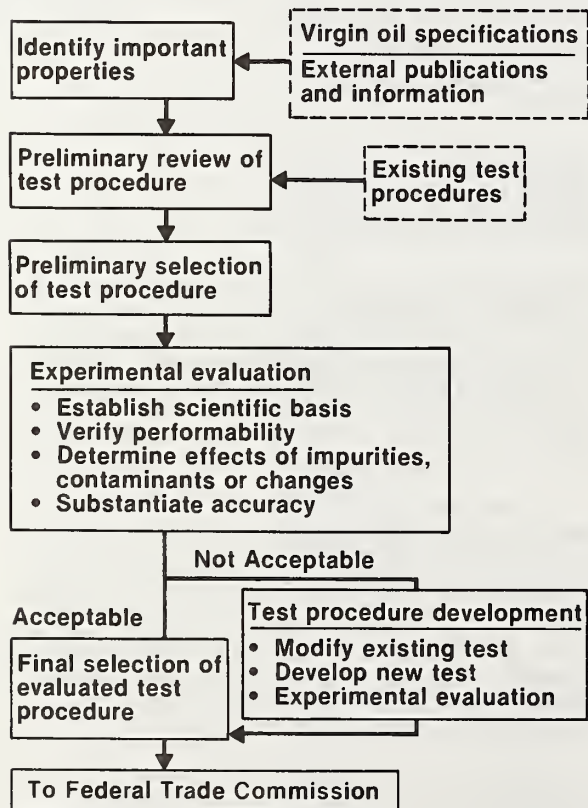 Identify important
properties
Virgin oil specifications
External publications
and information
Preliminary review of
test procedure
Existing test
procedures
Preliminary selection
of test procedure
Experimental evaluation
• Establish scientific basis
• Verify performability
• Determine effects of impurities,
contaminants or changes
• Substantiate accuracy
Not Acceptable
Acceptable
Test procedure development
• Modify existing test
• Develop new test
• Experimental evaluation
Final selection of
evaluated test
procedure
To Federal Trade Commission